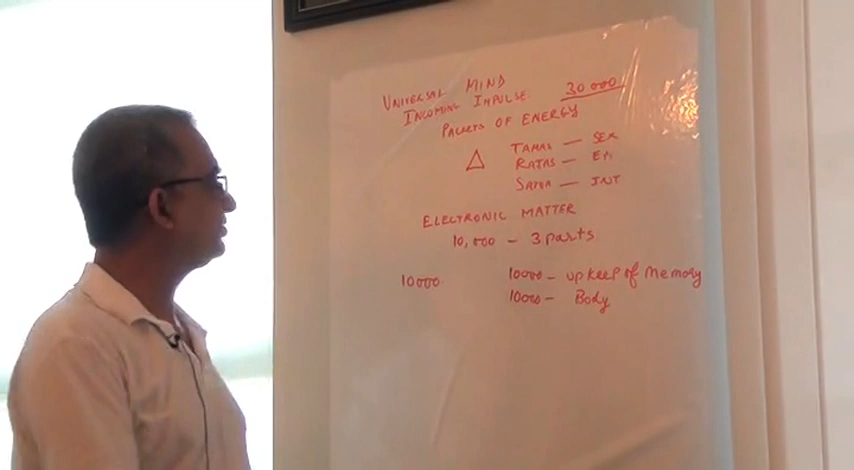 UNIVERSAL MIND
INCOMING IMPULSE 30 000
PACKETS OF ENERGY
TAMAS — SEX
RAJAS — EM
SATVA — INT
ELECTRONIC MATTER
10,000 - 3 parts
10000 10000 - upkeep of Memory
10000 - Body